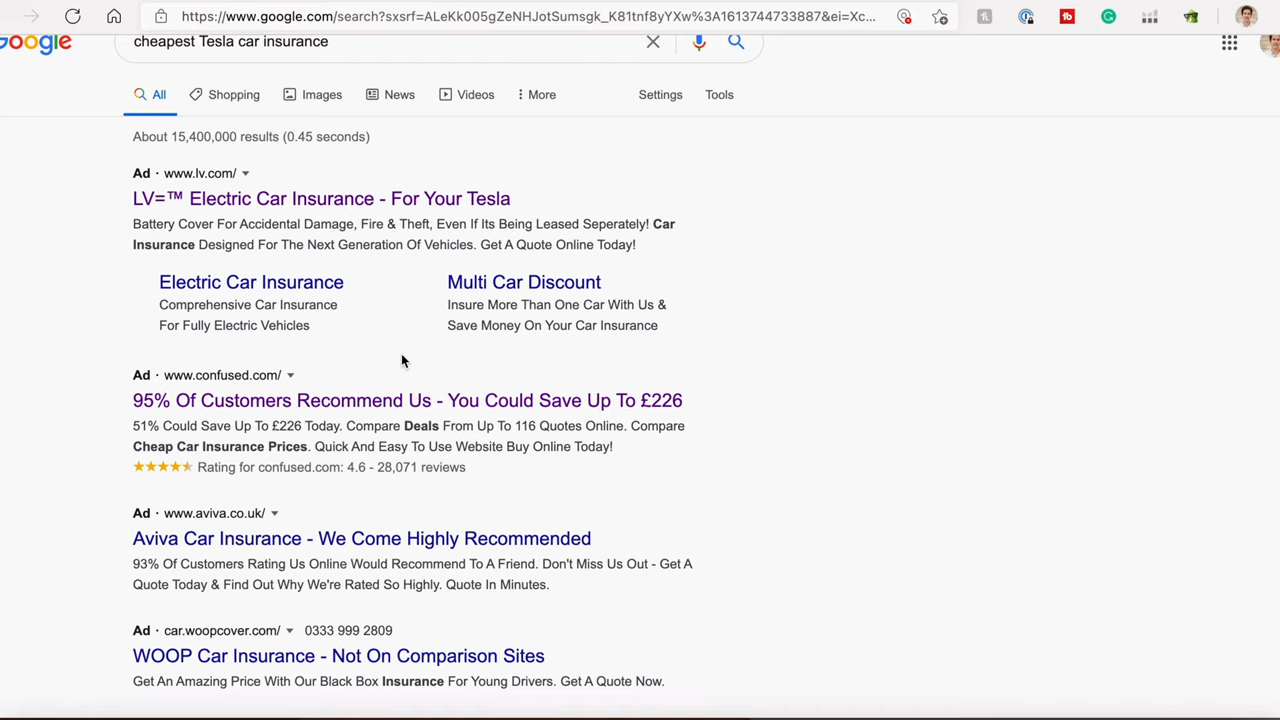 https://www.google.com/search?sxsrf=ALeKk005gZeNHJotSumsgk_K81tnf8yYXw%3A1613744733887&ei=Xc...
Google
cheapest Tesla car insurance
All Shopping Images News Videos More Settings Tools
About 15,400,000 results (0.45 seconds)
Ad · www.lv.com/
LV=™ Electric Car Insurance - For Your Tesla
Battery Cover For Accidental Damage, Fire & Theft, Even If Its Being Leased Seperately! Car
Insurance Designed For The Next Generation Of Vehicles. Get A Quote Online Today!
Electric Car Insurance
Comprehensive Car Insurance
For Fully Electric Vehicles
Multi Car Discount
Insure More Than One Car With Us &
Save Money On Your Car Insurance
Ad · www.confused.com/
95% Of Customers Recommend Us - You Could Save Up To £226
51% Could Save Up To £226 Today. Compare Deals From Up To 116 Quotes Online. Compare
Cheap Car Insurance Prices. Quick And Easy To Use Website Buy Online Today!
Rating for confused.com: 4.6 - 28,071 reviews
Ad · www.aviva.co.uk/
Aviva Car Insurance - We Come Highly Recommended
93% Of Customers Rating Us Online Would Recommend To A Friend. Don't Miss Us Out - Get A
Quote Today & Find Out Why We're Rated So Highly. Quote In Minutes.
Ad · car.woopcover.com/ 0333 999 2809
WOOP Car Insurance - Not On Comparison Sites
Get An Amazing Price With Our Black Box Insurance For Young Drivers. Get A Quote Now.